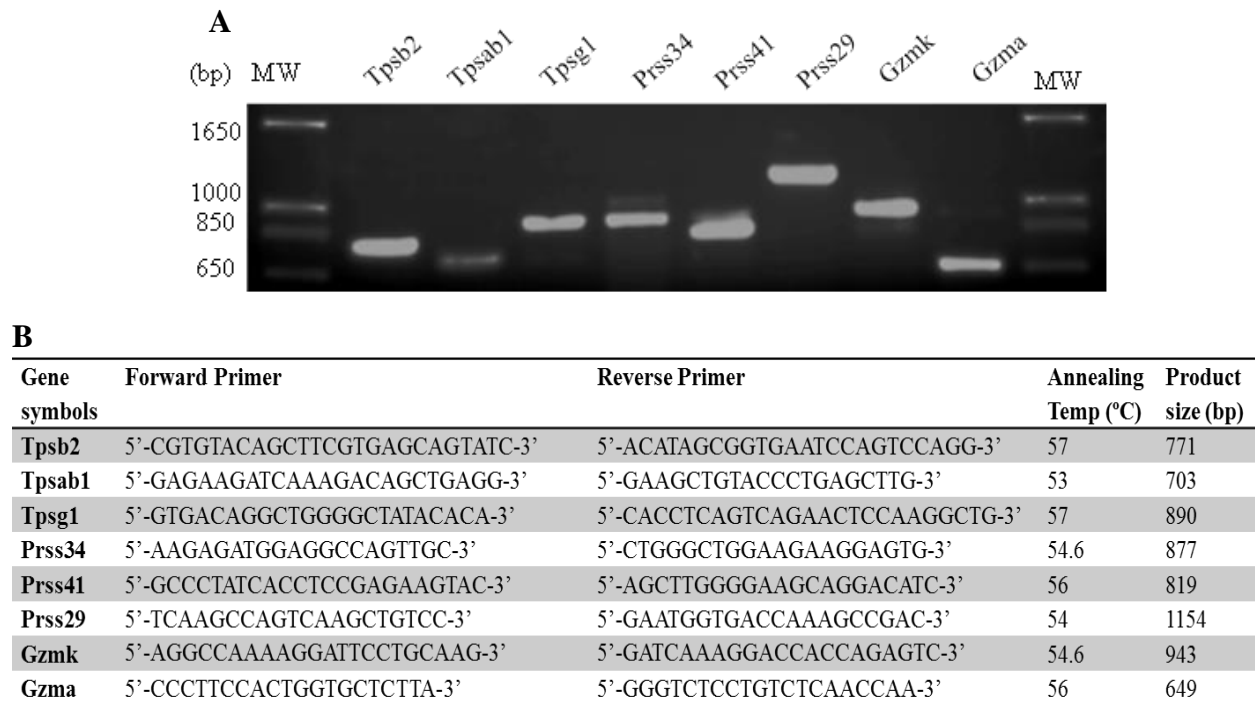 A
(bp) MW Tpsb2 Tpsab1 Tpsg1 Prss34 Prss41 Prss29 Gzmk Gzma MW
1650
1000
850
650
B
Gene symbols Forward Primer Reverse Primer Annealing Temp (ºC) Product size (bp)
Tpsb2 5’-CGTGTACAGCTTCGTGAGCAGTATC-3’ 5’-ACATAGCGGTGAATCCAGTCCAGG-3’ 57 771
Tpsab1 5’-GAGAAGATCAAAGACAGCTGAGG-3’ 5’-GAAGCTGTACCCTGAGCTTG-3’ 53 703
Tpsg1 5’-GTGACAGGCTGGGGCTATACACA-3’ 5’-CACCTCAGTCAGAACTCCAAGGCTG-3’ 57 890
Prss34 5’-AAGAGATGGAGGCCAGTTGC-3’ 5’-CTGGGCTGGAAGAAGGAGTG-3’ 54.6 877
Prss41 5’-GCCCTATCACCTCCGAGAAGTAC-3’ 5’-AGCTTGGGGAAGCAGGACATC-3’ 56 819
Prss29 5’-TCAAGCCAGTCAAGCTGTCC-3’ 5’-GAATGGTGACCAAAGCCGAC-3’ 54 1154
Gzmk 5’-AGGCCAAAAGGATTCCTGCAAG-3’ 5’-GATCAAAGGACCACCAGAGTC-3’ 54.6 943
Gzma 5’-CCCTTCCACTGGTGCTCTTA-3’ 5’-GGGTCTCCTGTCTCAACCAA-3’ 56 649